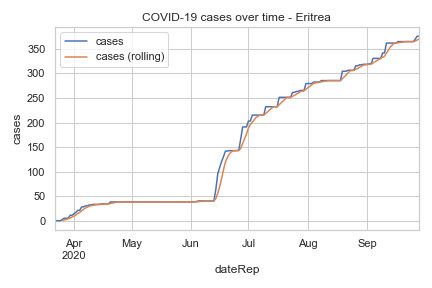 COVID-19 cases over time - Eritrea
cases
cases (rolling)
350
300
250
200
150
100
50
0
cases
Apr
2020
May
Jun
Jul
Aug
Sep
dateRep